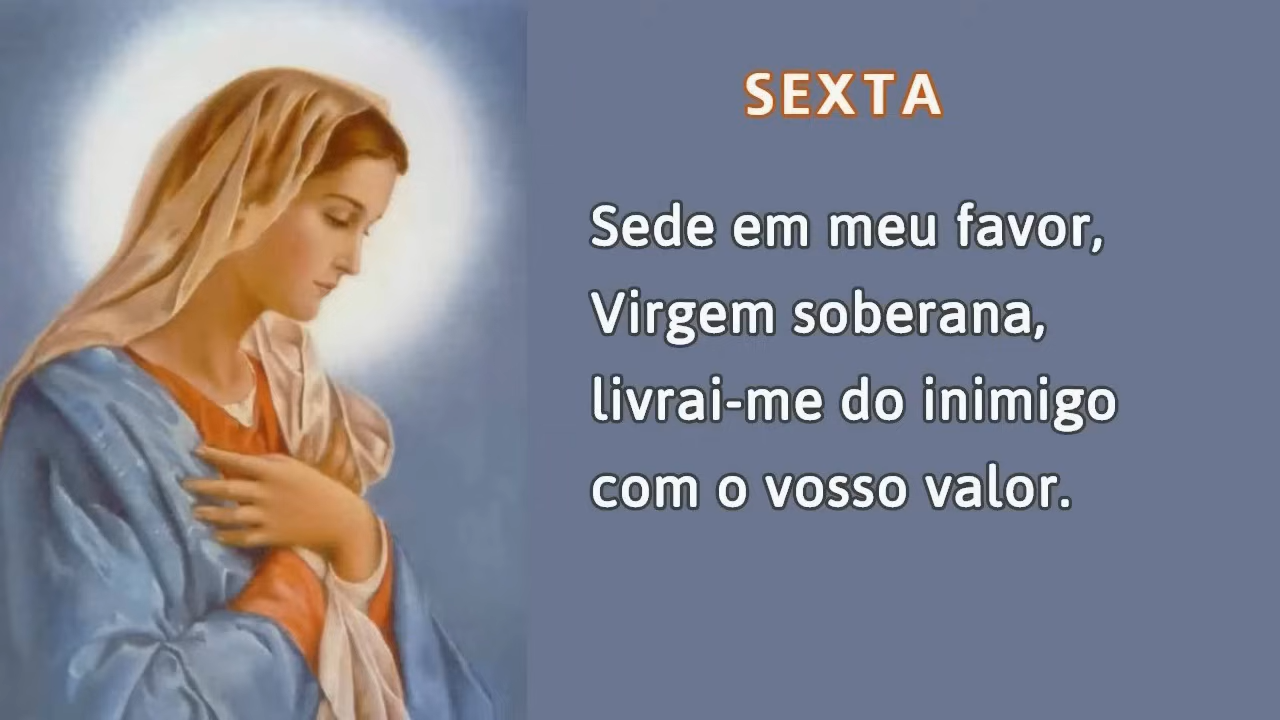 SEXTA
Sede em meu favor,
Virgem soberana,
livrai-me do inimigo
com o vosso valor.